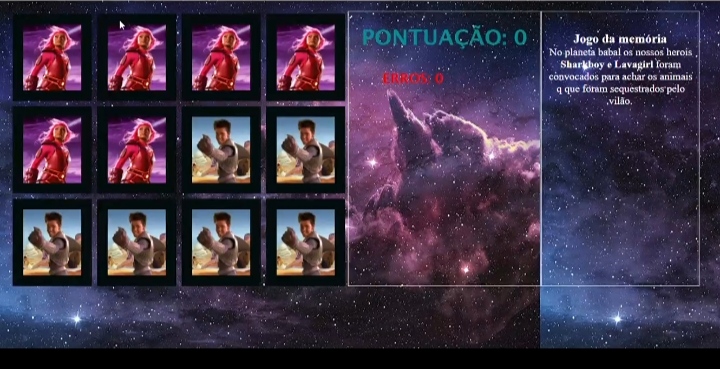 PONTUAÇÃO: 0
ERROS: 0
Jogo da memória
No planeta babal os nossos herois
Sharkboy e Lavagirl foram
convocados para achar os animais
q que foram sequestrados pelo
vilão.